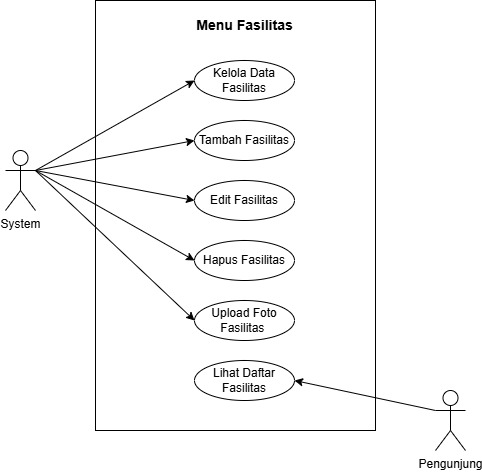 Menu Fasilitas
Kelola Data
Fasilitas
Tambah Fasilitas
Edit Fasilitas
System
Hapus Fasilitas
Upload Foto
Fasilitas
Lihat Daftar
Fasilitas
Pengunjung